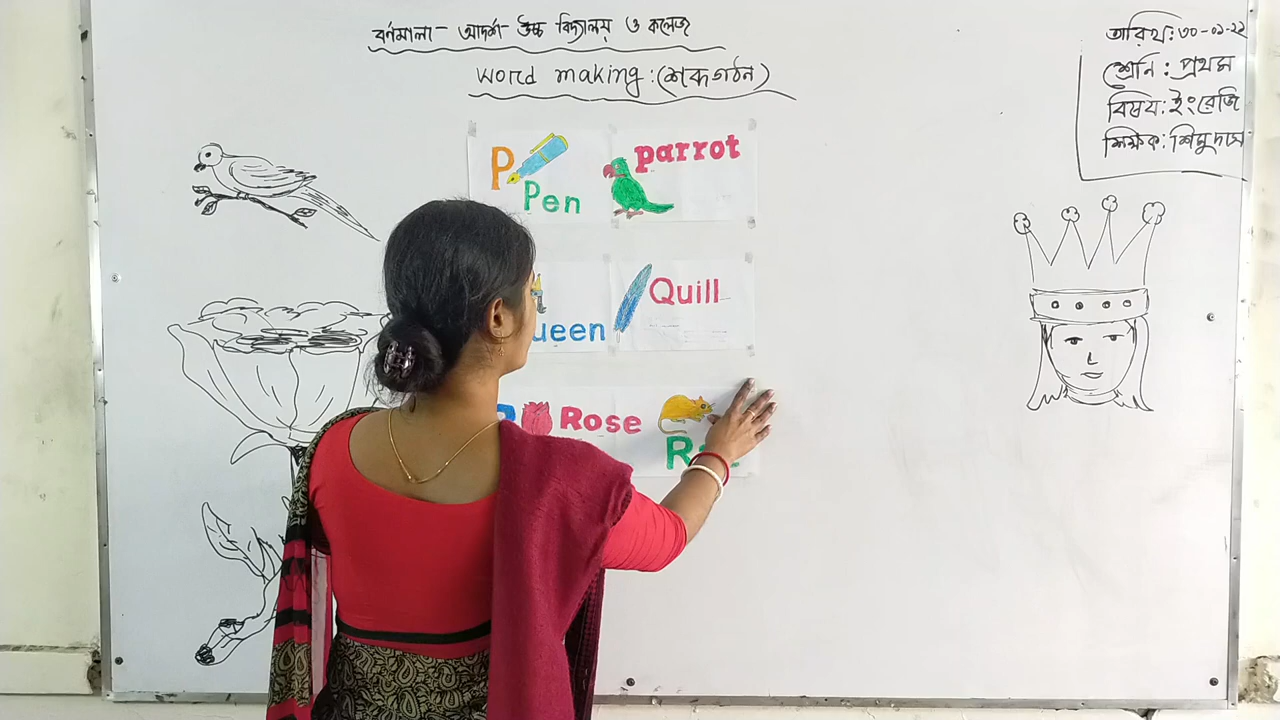 বর্ণমালা- আদর্শ- উচ্চ বিদ্যালয় ও কলেজ
word making: (শব্দ গঠন)
তারিখ: ৩০-০১-২২
শ্রেনি : প্রথম
বিষয়: ইংরেজি
শিক্ষক: শিমু দাস
P Pen
parrot
ueen
Quill
Rose